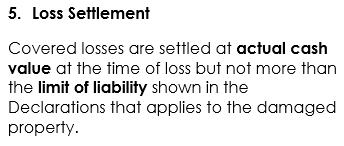 5. Loss Settlement
Covered losses are settled at actual cash
value at the time of loss but not more than
the limit of liability shown in the
Declarations that applies to the damaged
property.